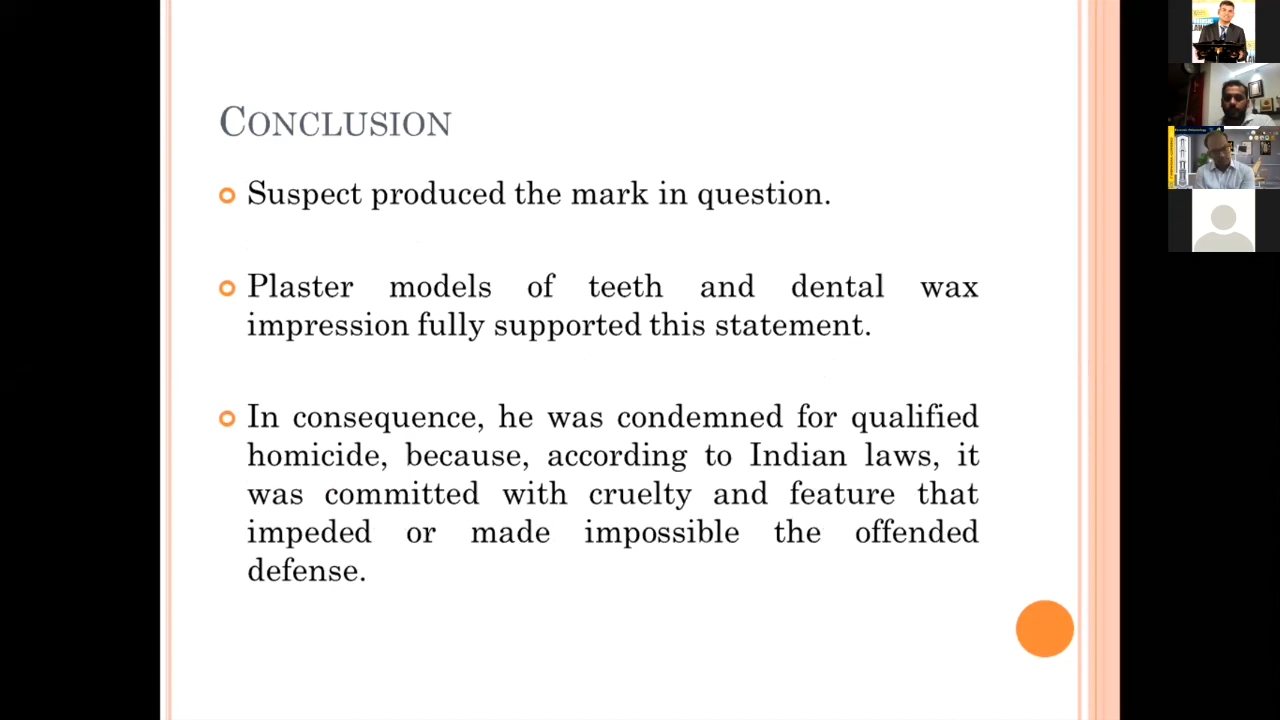 CONCLUSION
Suspect produced the mark in question.
Plaster models of teeth and dental wax
impression fully supported this statement.
In consequence, he was condemned for qualified
homicide, because, according to Indian laws, it
was committed with cruelty and feature that
impeded or made impossible the offended
defense.